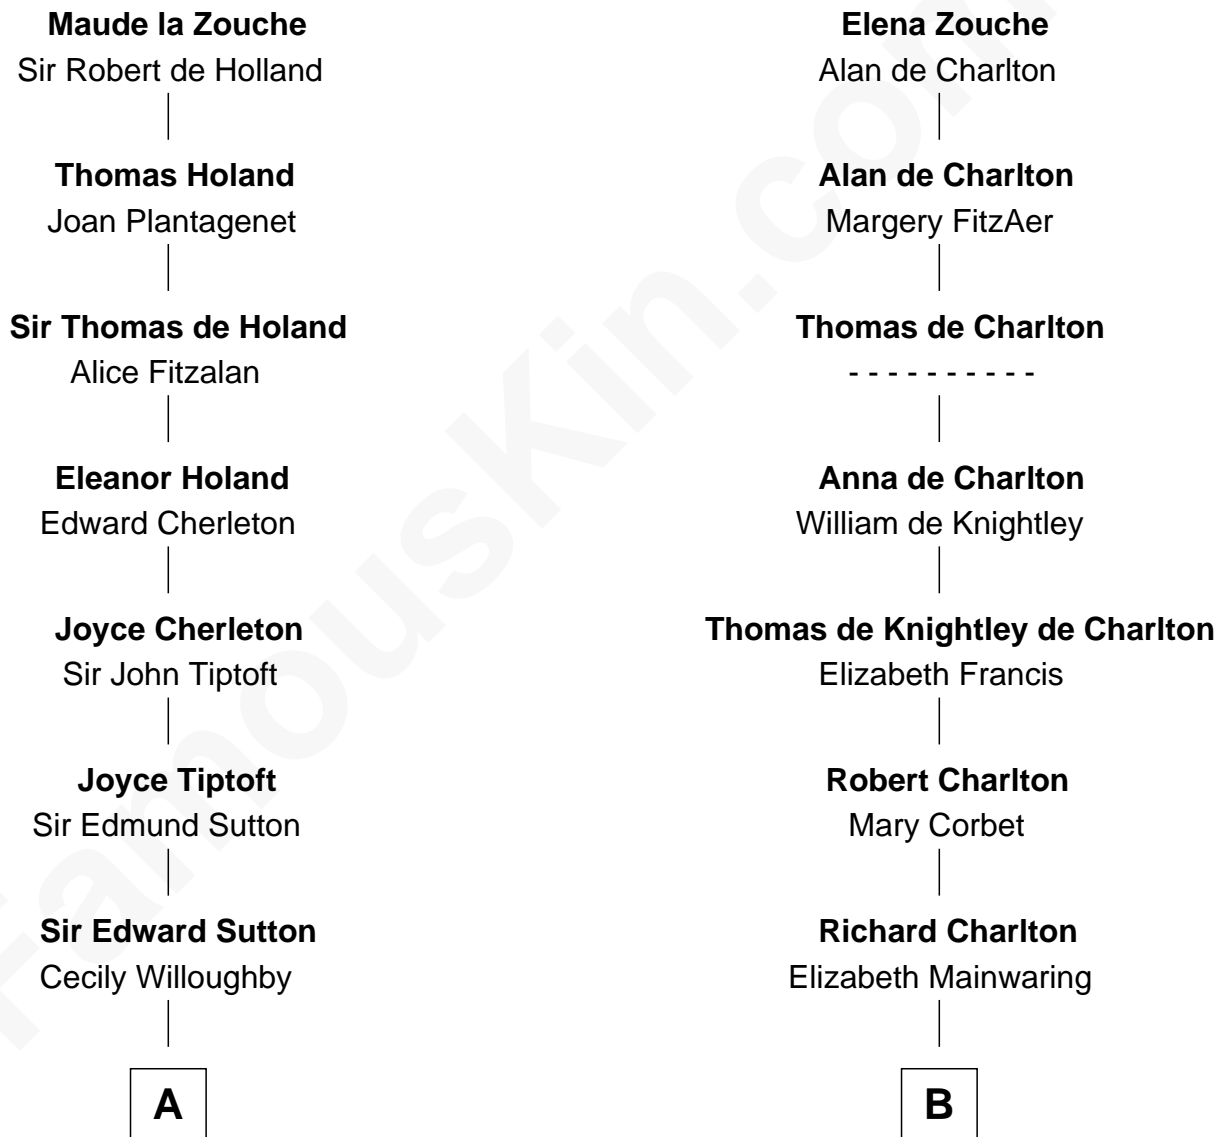 Maude la Zouche
Sir Robert de Holland
Thomas Holand
Joan Plantagenet
Sir Thomas de Holand
Alice Fitzalan
Eleanor Holand
Edward Cherleton
Joyce Cherleton
Sir John Tiptoft
Joyce Tiptoft
Sir Edmund Sutton
Sir Edward Sutton
Cecily Willoughby
A
Elena Zouche
Alan de Charlton
Alan de Charlton
Margery FitzAer
Thomas de Charlton
- - - - - - - - - -
Anna de Charlton
William de Knightley
Thomas de Knightley de Charlton
Elizabeth Francis
Robert Charlton
Mary Corbet
Richard Charlton
Elizabeth Mainwaring
B
FamousKin.com